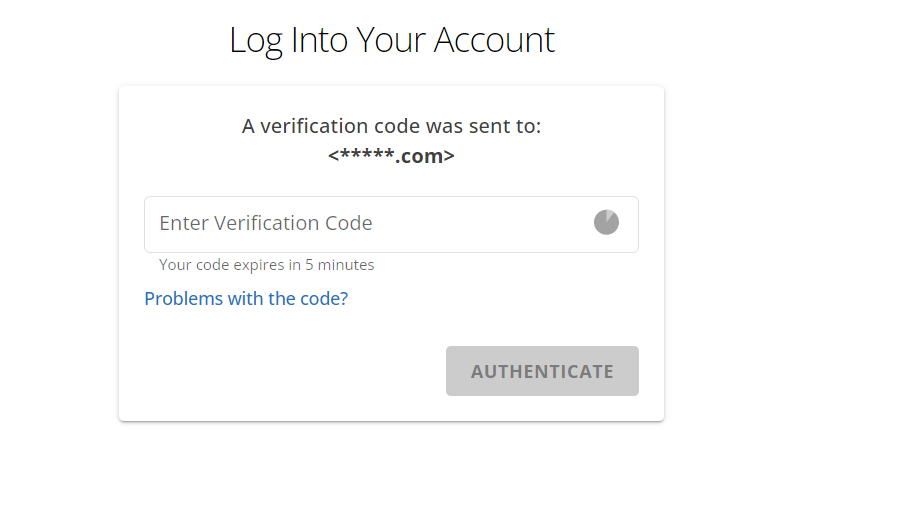 Log Into Your Account
A verification code was sent to:
<*****.com>
Enter Verification Code
Your code expires in 5 minutes
Problems with the code?
AUTHENTICATE